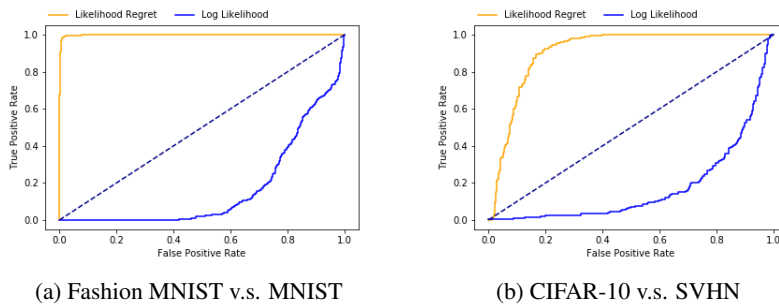 Likelihood Regret Log Likelihood
1.0
0.8
0.6
0.4
0.2
0.0
True Positive Rate
0.0 0.2 0.4 0.6 0.8 1.0
False Positive Rate
(a) Fashion MNIST v.s. MNIST
Likelihood Regret Log Likelihood
1.0
0.8
0.6
0.4
0.2
0.0
True Positive Rate
0.0 0.2 0.4 0.6 0.8 1.0
False Positive Rate
(b) CIFAR-10 v.s. SVHN